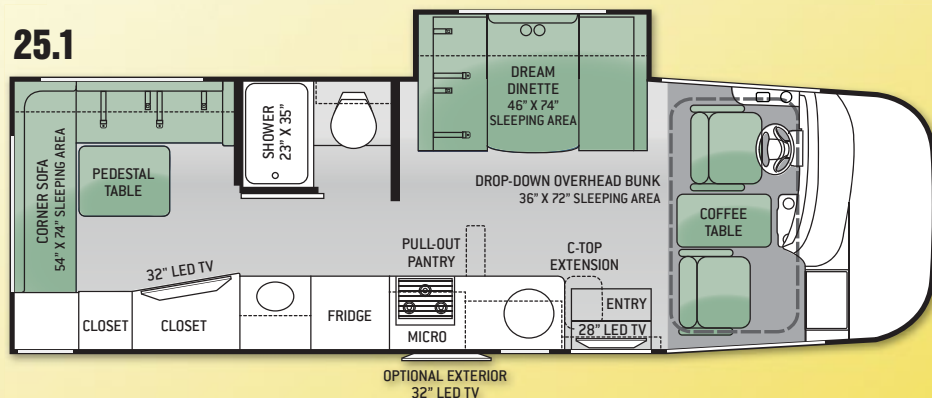 25.1
CORNER SOFA
54" X 74" SLEEPING AREA
PEDESTAL
TABLE
SHOWER
23" X 35"
DREAM
DINETTE
46" X 74"
SLEEPING AREA
DROP-DOWN OVERHEAD BUNK
36" X 72" SLEEPING AREA
COFFEE
TABLE
PULL-OUT
PANTRY
C-TOP
EXTENSION
32" LED TV
CLOSET
CLOSET
FRIDGE
MICRO
ENTRY
28" LED TV
OPTIONAL EXTERIOR
32" LED TV